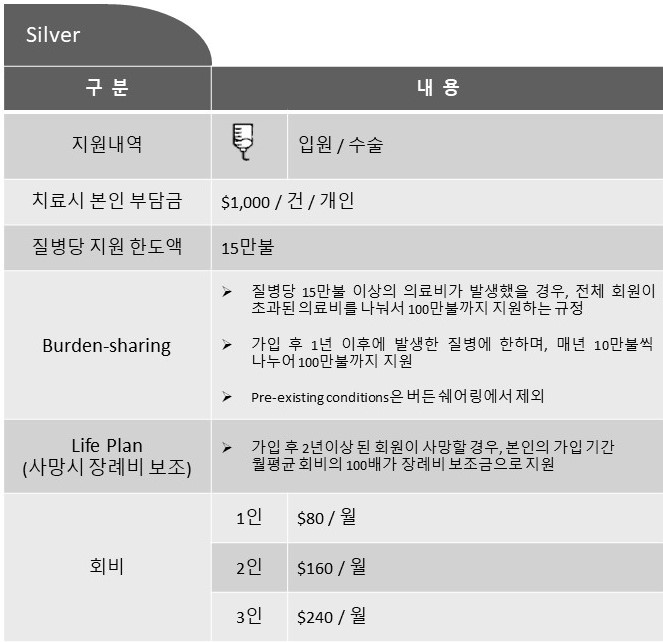 Silver
구 분
내 용
지원내역
입원 / 수술
치료시 본인 부담금
$1,000 / 건 / 개인
질병당 지원 한도액
15만불
Burden-sharing
➢ 질병당 15만불 이상의 의료비가 발생했을 경우, 전체 회원이
초과된 의료비를 나눠서 100만불까지 지원하는 규정
➢ 가입 후 1년 이후에 발생한 질병에 한하며, 매년 10만불씩
나누어 100만불까지 지원
➢ Pre-existing conditions은 버든 쉐어링에서 제외
Life Plan
(사망시 장례비 보조)
➢ 가입 후 2년이상 된 회원이 사망할 경우, 본인의 가입 기간
월평균 회비의 100배가 장례비 보조금으로 지원
회비
1인
$80 / 월
2인
$160 / 월
3인
$240 / 월